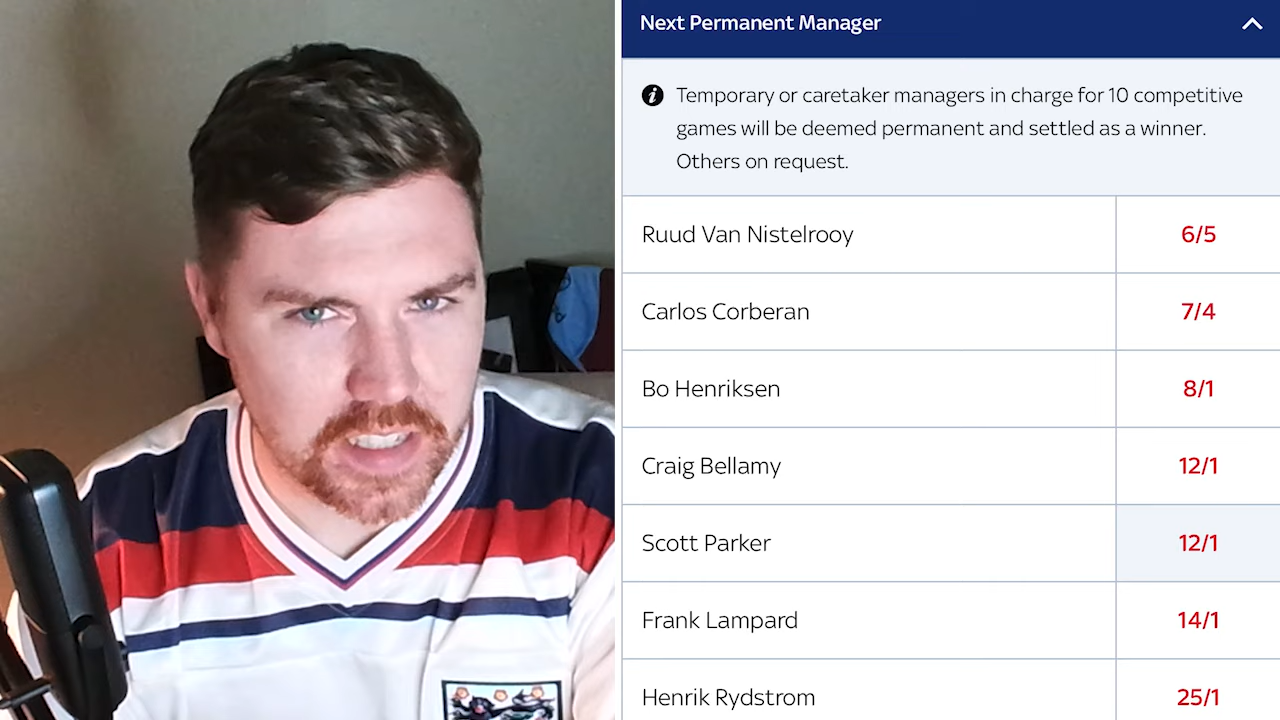 Next Permanent Manager
Temporary or caretaker managers in charge for 10 competitive
games will be deemed permanent and settled as a winner.
Others on request.
Ruud Van Nistelrooy 6/5
Carlos Corberan 7/4
Bo Henriksen 8/1
Craig Bellamy 12/1
Scott Parker 12/1
Frank Lampard 14/1
Henrik Rydstrom 25/1